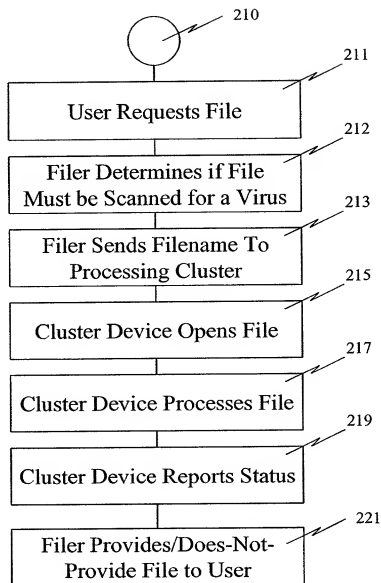 210
211
User Requests File
212
Filer Determines if File
Must be Scanned for a Virus
213
Filer Sends Filename To
Processing Cluster
215
Cluster Device Opens File
217
Cluster Device Processes File
219
Cluster Device Reports Status
221
Filer Provides/Does-Not-
Provide File to User